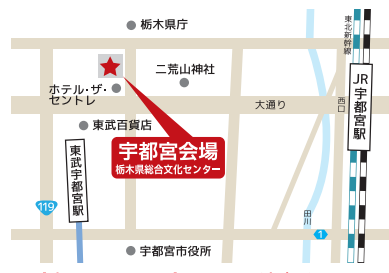 栃木県庁
東北新幹線
二荒山神社
ホテル・ザ・
セントレ
大通り
西口
JR宇都宮駅
東武百貨店
宇都宮会場
栃木県総合文化センター
東武宇都宮駅
119
田川
1
宇都宮市役所